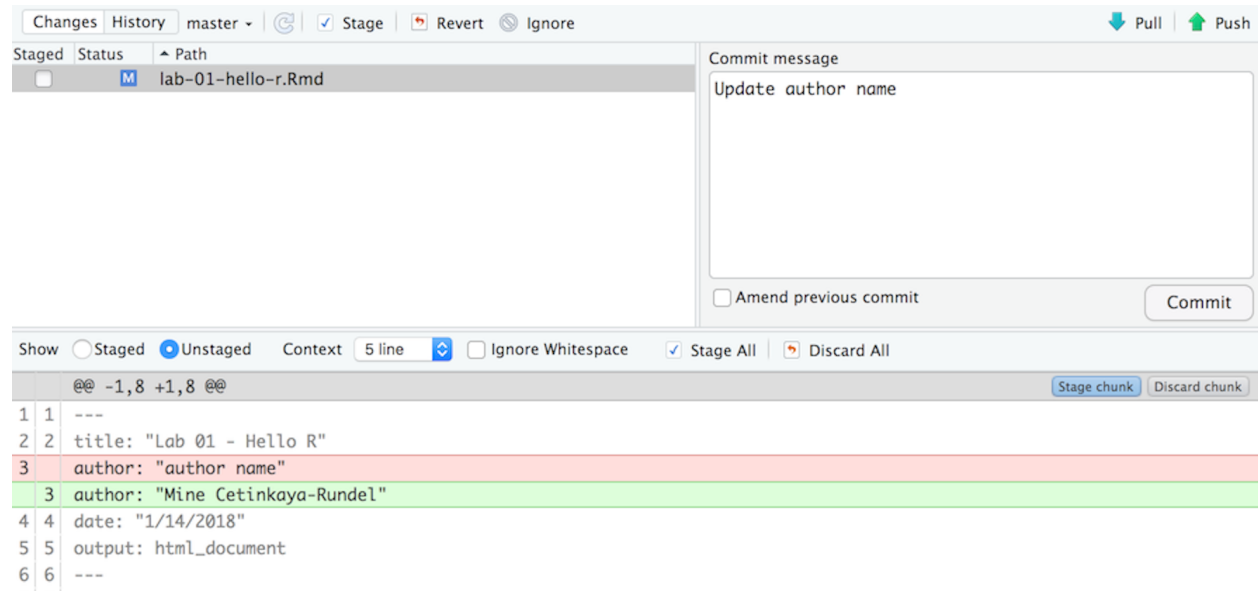 Changes History master Stage Revert Ignore Pull Push
Staged Status Path
M lab-01-hello-r.Rmd
Commit message
Update author name
Amend previous commit
Commit
Show Staged Unstaged Context 5 line Ignore Whitespace Stage All Discard All
@@ -1,8 +1,8 @@ Stage chunk Discard chunk
1 1 ---
2 2 title: "Lab 01 - Hello R"
3 author: "author name"
3 author: "Mine Cetinkaya-Rundel"
4 4 date: "1/14/2018"
5 5 output: html_document
6 6 ---